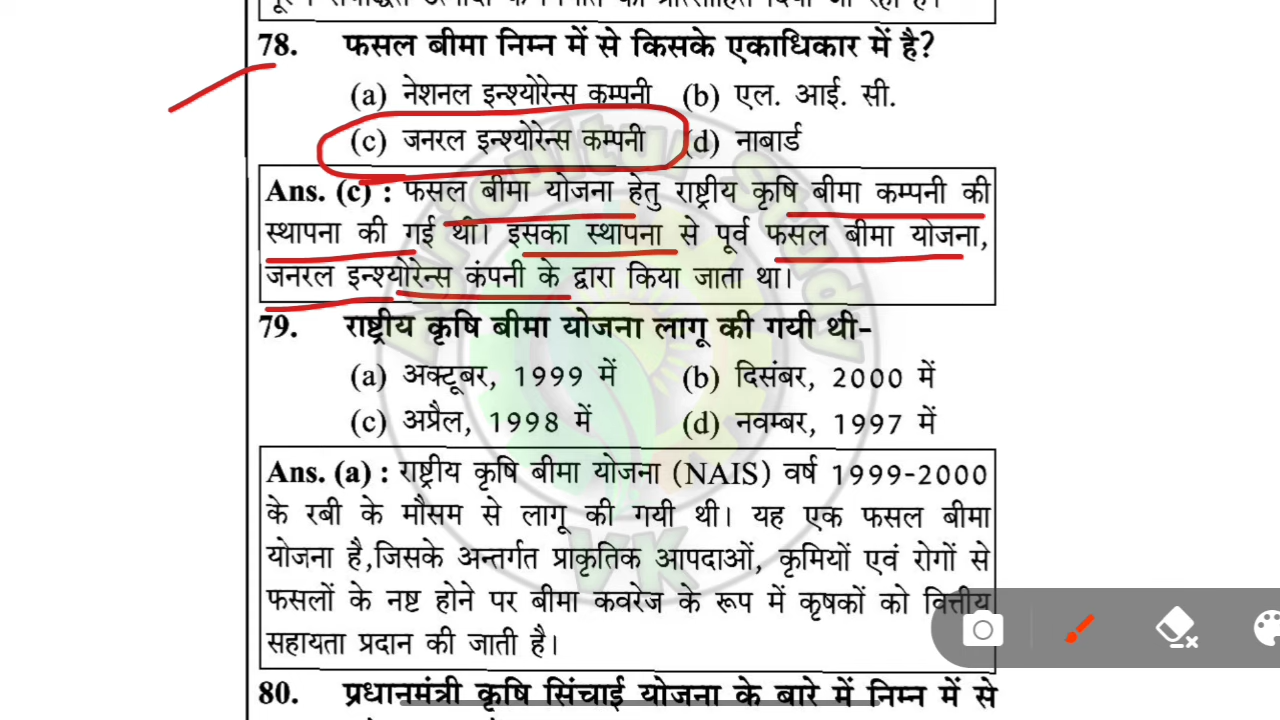 78. फसल बीमा निम्न में से किसके एकाधिकार में है?
(a) नेशनल इन्श्योरेन्स कम्पनी (b) एल. आई. सी.
(c) जनरल इन्श्योरेन्स कम्पनी (d) नाबार्ड
Ans. (c) : फसल बीमा योजना हेतु राष्ट्रीय कृषि बीमा कम्पनी की
स्थापना की गई थी। इसका स्थापना से पूर्व फसल बीमा योजना,
जनरल इन्श्योरेन्स कंपनी के द्वारा किया जाता था।
79. राष्ट्रीय कृषि बीमा योजना लागू की गयी थी-
(a) अक्टूबर, 1999 में (b) दिसंबर, 2000 में
(c) अप्रैल, 1998 में (d) नवम्बर, 1997 में
Ans. (a) : राष्ट्रीय कृषि बीमा योजना (NAIS) वर्ष 1999-2000
के रबी के मौसम से लागू की गयी थी। यह एक फसल बीमा
योजना है,जिसके अन्तर्गत प्राकृतिक आपदाओं, कृमियों एवं रोगों से
फसलों के नष्ट होने पर बीमा कवरेज के रूप में कृषकों को वित्तीय
सहायता प्रदान की जाती है।
80. प्रधानमंत्री कृषि सिंचाई योजना के बारे में निम्न में से
Agriculture Study
VK